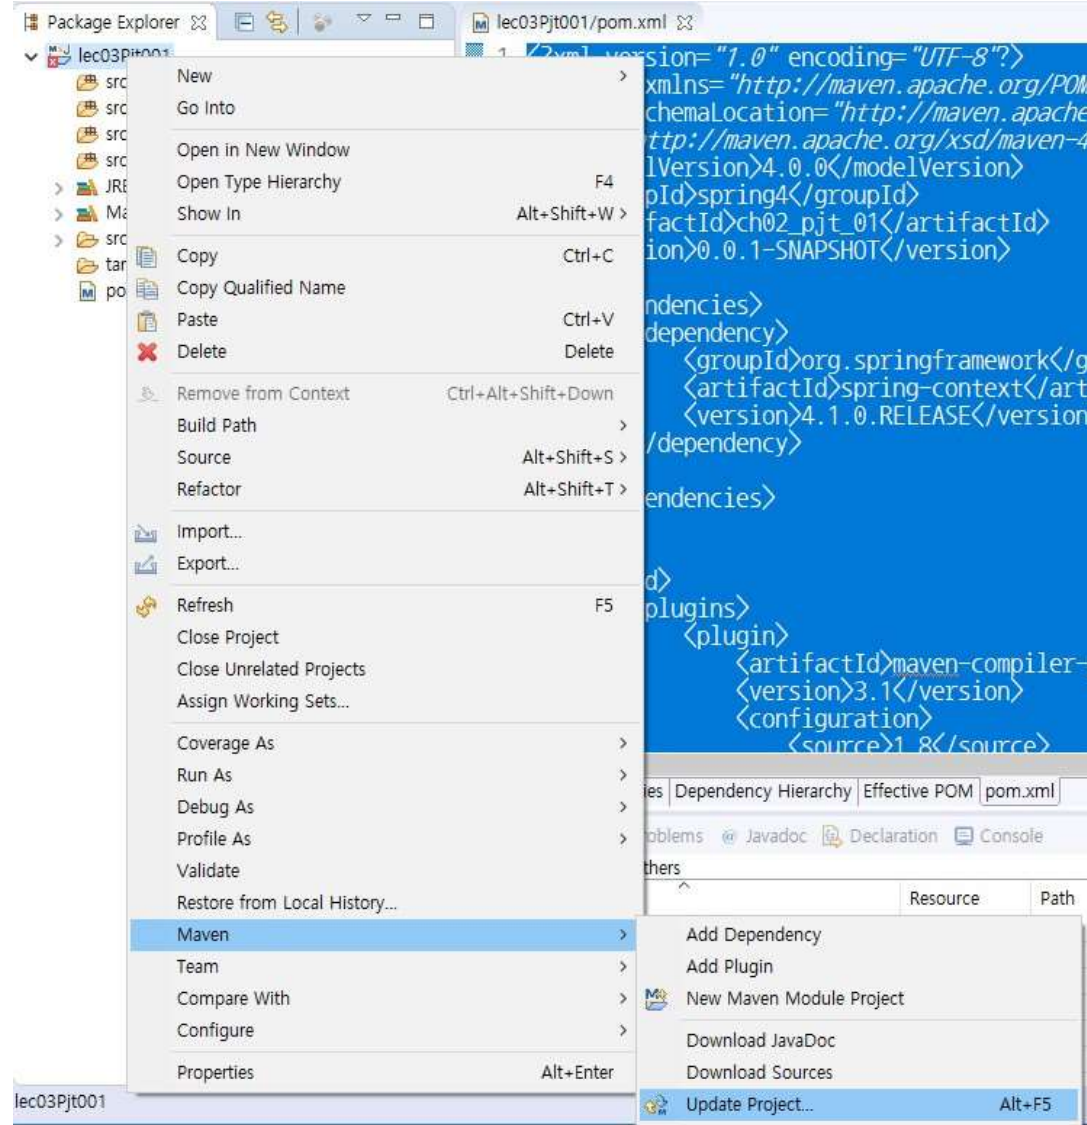 Package Explorer
lec03Pjt001/pom.xml
lec03Pjt001
src
src
src
src
JRE
Ma
src
tar
po
New
Go Into
Open in New Window
Open Type Hierarchy F4
Show In Alt+Shift+W
Copy Ctrl+C
Copy Qualified Name
Paste Ctrl+V
Delete Delete
Remove from Context Ctrl+Alt+Shift+Down
Build Path
Source Alt+Shift+S
Refactor Alt+Shift+T
Import...
Export...
Refresh F5
Close Project
Close Unrelated Projects
Assign Working Sets...
Coverage As
Run As
Debug As
Profile As
Validate
Restore from Local History...
Maven
Team
Compare With
Configure
Properties Alt+Enter
1 <?xml version="1.0" encoding="UTF-8"?>
xmlns="http://maven.apache.org/POM
chemaLocation="http://maven.apache
ttp://maven.apache.org/xsd/maven-4
lVersion>4.0.0</modelVersion>
pId>spring4</groupId>
factId>ch02_pjt_01</artifactId>
ion>0.0.1-SNAPSHOT</version>
ndencies>
dependency>
<groupId>org.springframework</g
<artifactId>spring-context</art
<version>4.1.0.RELEASE</version
/dependency>
endencies>
d>
plugins>
<plugin>
<artifactId>maven-compiler-
<version>3.1</version>
<configuration>
<source>1.8</source>
ies Dependency Hierarchy Effective POM pom.xml
oblems @ Javadoc Declaration Console
thers
Resource Path
Add Dependency
Add Plugin
New Maven Module Project
Download JavaDoc
Download Sources
Update Project... Alt+F5
lec03Pjt001